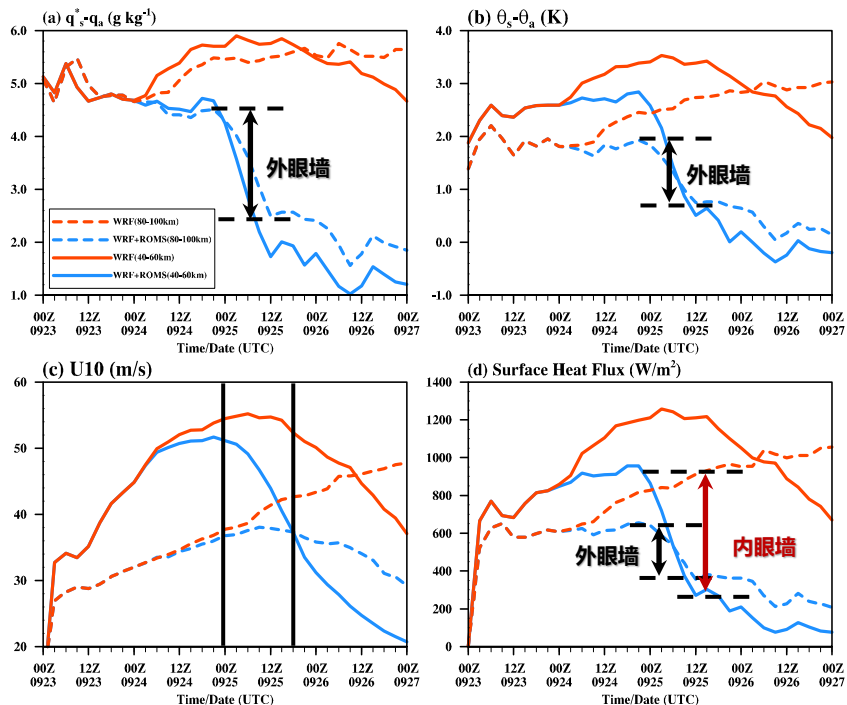 (a) q*s-qa (g kg-1)
6.0
5.0
4.0
3.0
2.0
1.0
外眼墙
WRF(80-100km)
WRF+ROMS(80-100km)
WRF(40-60km)
WRF+ROMS(40-60km)
00Z 12Z 00Z 12Z 00Z 12Z 00Z 12Z 00Z
0923 0923 0924 0924 0925 0925 0926 0926 0927
Time/Date (UTC)
(b) θs-θa (K)
5.0
4.0
3.0
2.0
1.0
0.0
-1.0
外眼墙
00Z 12Z 00Z 12Z 00Z 12Z 00Z 12Z 00Z
0923 0923 0924 0924 0925 0925 0926 0926 0927
Time/Date (UTC)
(c) U10 (m/s)
60
50
40
30
20
00Z 12Z 00Z 12Z 00Z 12Z 00Z 12Z 00Z
0923 0923 0924 0924 0925 0925 0926 0926 0927
Time/Date (UTC)
(d) Surface Heat Flux (W/m2)
1400
1200
1000
800
600
400
200
0
外眼墙
内眼墙
00Z 12Z 00Z 12Z 00Z 12Z 00Z 12Z 00Z
0923 0923 0924 0924 0925 0925 0926 0926 0927
Time/Date (UTC)